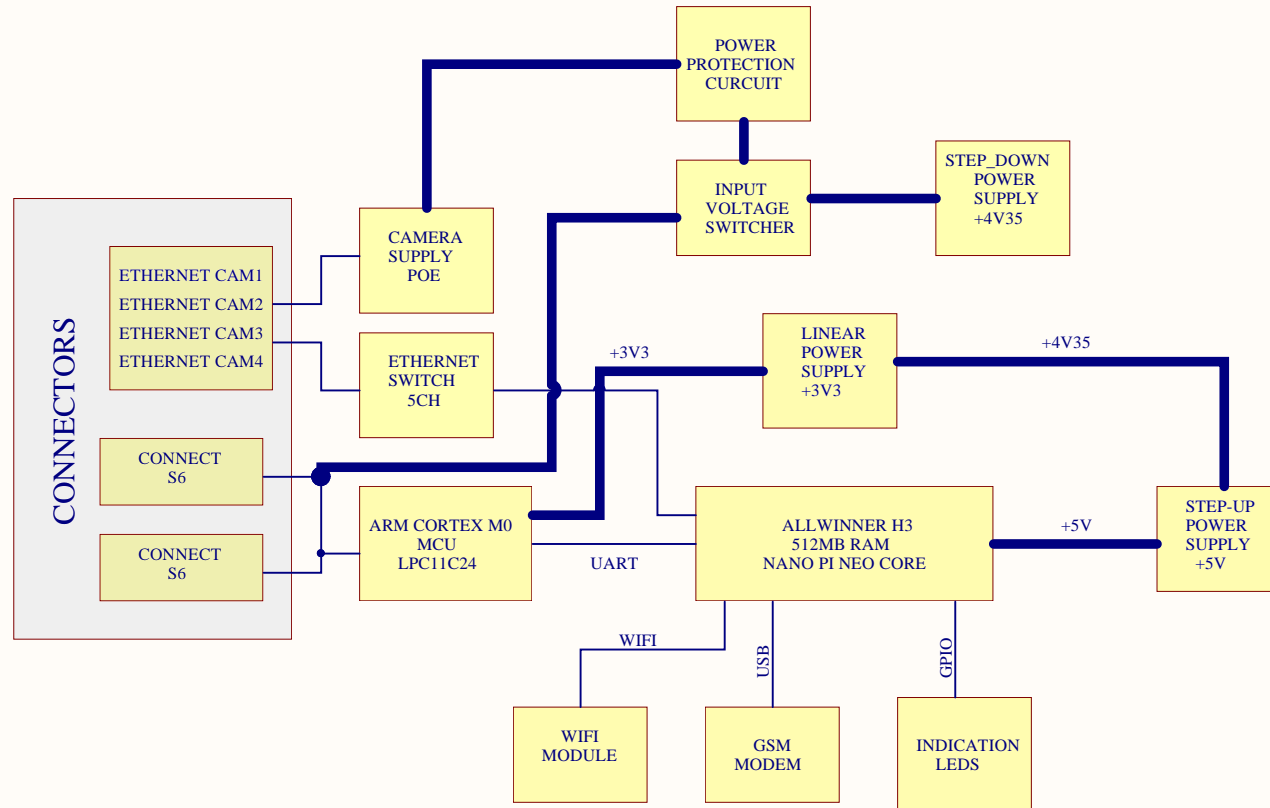 POWER
PROTECTION
CURCUIT
STEP_DOWN
POWER
SUPPLY
+4V35
INPUT
VOLTAGE
SWITCHER
CAMERA
SUPPLY
POE
CONNECTORS
ETHERNET CAM1
ETHERNET CAM2
ETHERNET CAM3
ETHERNET CAM4
ETHERNET
SWITCH
5CH
+3V3
LINEAR
POWER
SUPPLY
+3V3
+4V35
CONNECT
S6
CONNECT
S6
ARM CORTEX M0
MCU
LPC11C24
UART
ALLWINNER H3
512MB RAM
NANO PI NEO CORE
+5V
STEP-UP
POWER
SUPPLY
+5V
WIFI
USB
GPIO
WIFI
MODULE
GSM
MODEM
INDICATION
LEDS